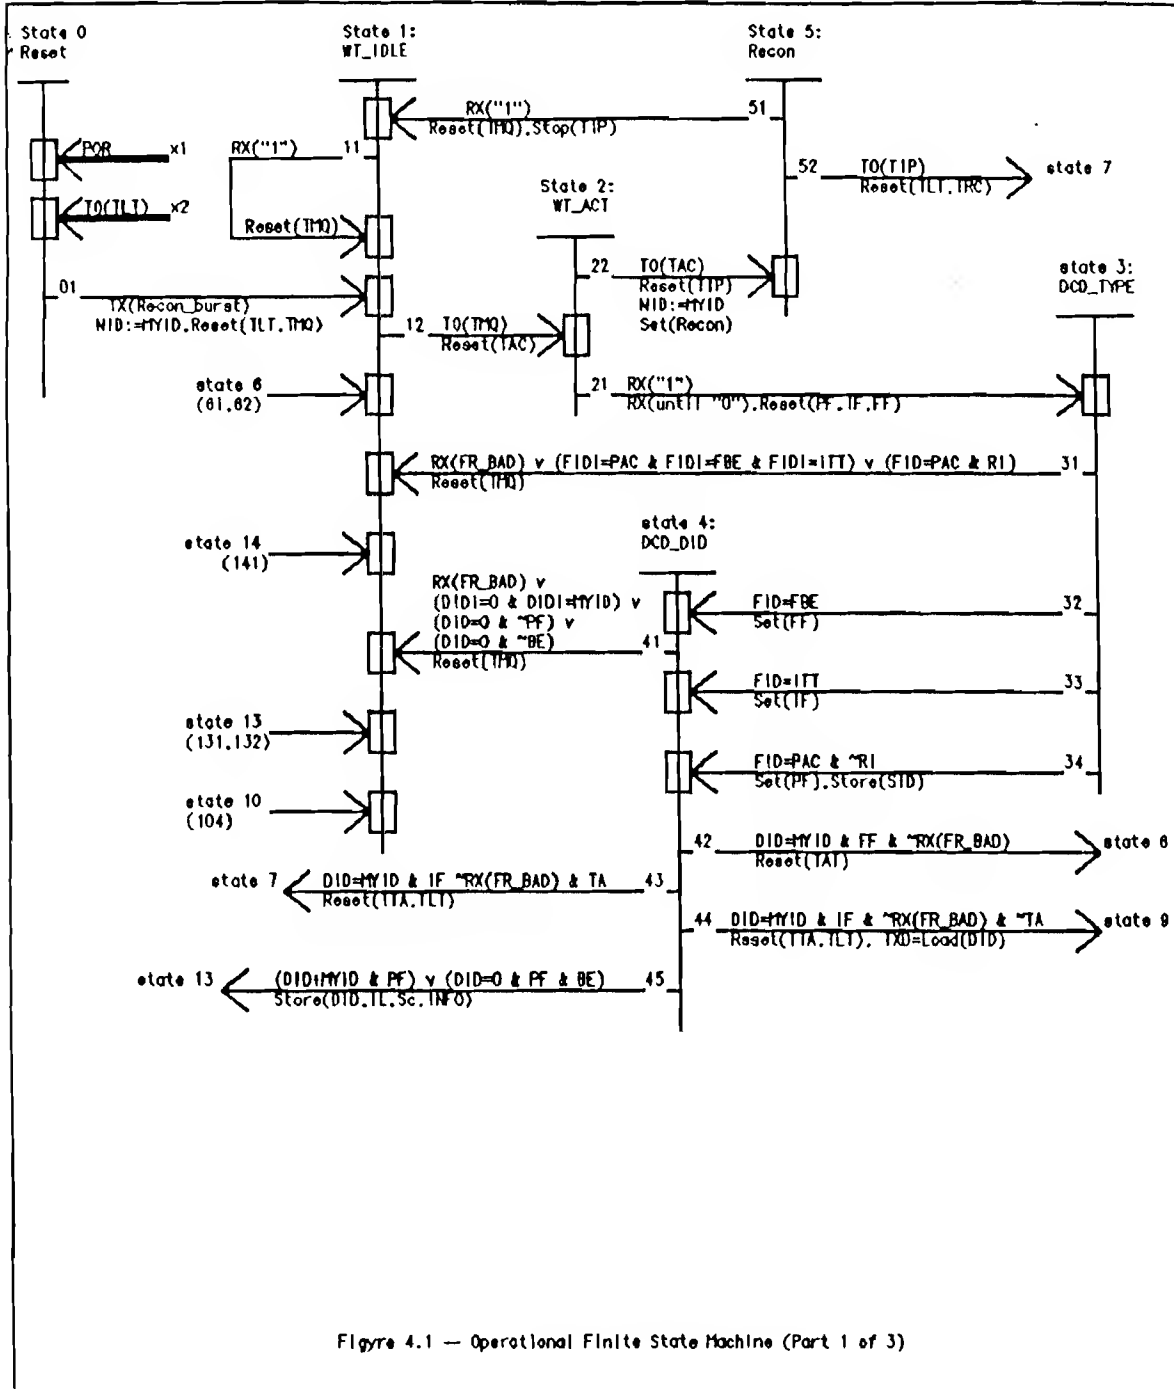 State 0
Reset
State 1:
WT_IDLE
State 5:
Recon
RX("1")
51
Reset(TMQ).Stop(TIP)
POR
x1
RX("1")
11
52
TO(TIP)
Reset(TLT.TRC)
state 7
State 2:
WT_ACT
TO(TLT)
x2
Reset(TMQ)
22
TO(TAC)
Reset(TIP)
NID:=MYID
Set(Recon)
state 3:
DCD_TYPE
01
TX(Recon_burst)
NID:=MYID.Reset(TLT.TMQ)
12
TO(TMQ)
Reset(TAC)
state 6
(61.62)
21
RX("1")
RX(until "0").Reset(PF.IF.FF)
RX(FR_BAD) v (FID!=PAC & FID!=FBE & FID!=ITT) v (FID=PAC & RI)
31
Reset(TMQ)
state 14
(141)
state 4:
DCD_DID
RX(FR_BAD) v
(DID!=0 & DID!=MYID) v
(DID=0 & ~PF) v
(DID=0 & ~BE)
41
Reset(TMQ)
FID=FBE
32
Set(FF)
FID=ITT
33
Set(IF)
state 13
(131.132)
FID=PAC & ~RI
34
Set(PF).Store(SID)
state 10
(104)
42
DID=MYID & FF & ~RX(FR_BAD)
Reset(TAT)
state 6
state 7
DID=MYID & IF ~RX(FR_BAD) & TA
43
Reset(TTA.TLT)
44
DID=MYID & IF & ~RX(FR_BAD) & ~TA
Reset(TTA.TLT). TXD=Load(DID)
state 9
state 13
(DID=MYID & PF) v (DID=0 & PF & BE)
45
Store(DID.IL.Sc.INFO)
Figyre 4.1 — Operational Finite State Machine (Part 1 of 3)